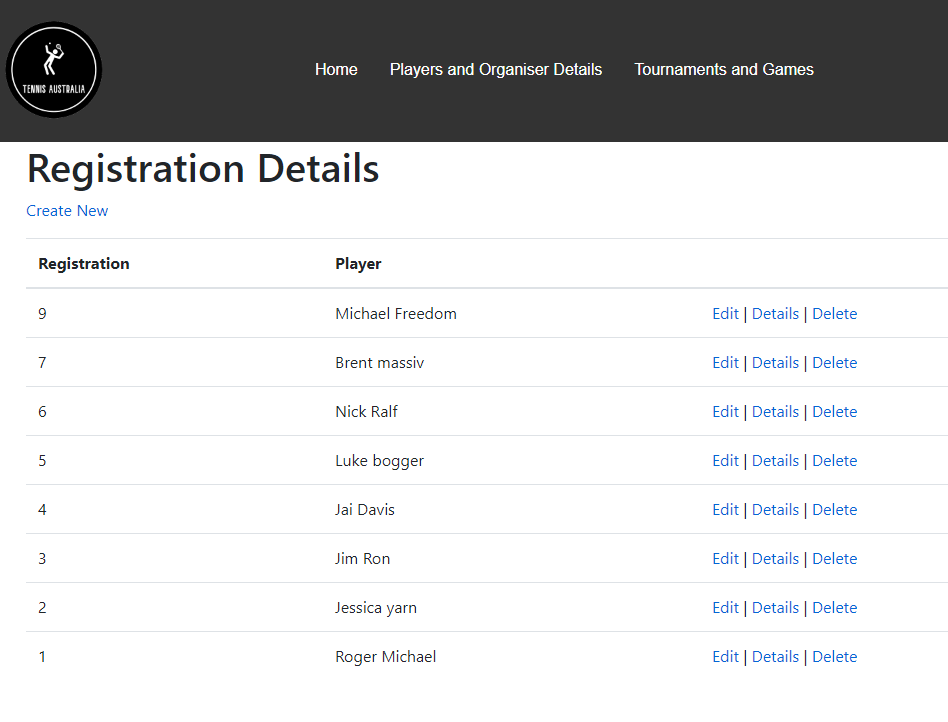 TENNIS AUSTRALIA
Home Players and Organiser Details Tournaments and Games
Registration Details
Create New
Registration Player
9 Michael Freedom Edit | Details | Delete
7 Brent massiv Edit | Details | Delete
6 Nick Ralf Edit | Details | Delete
5 Luke bogger Edit | Details | Delete
4 Jai Davis Edit | Details | Delete
3 Jim Ron Edit | Details | Delete
2 Jessica yarn Edit | Details | Delete
1 Roger Michael Edit | Details | Delete